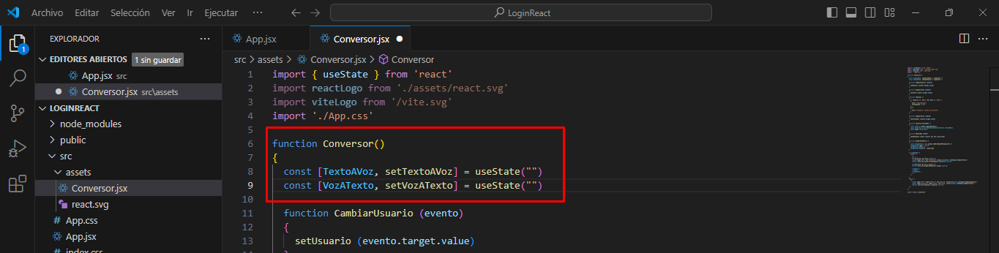 Archivo Editar Selección Ver Ir Ejecutar ··· LoginReact
EXPLORADOR ···
App.jsx Conversor.jsx ···
EDITORES ABIERTOS 1 sin guardar
App.jsx src
Conversor.jsx src\assets
LOGINREACT
node_modules
public
src
assets
Conversor.jsx
react.svg
App.css
App.jsx
index.css
1
src > assets > Conversor.jsx > Conversor
1 import { useState } from 'react'
2 import reactLogo from './assets/react.svg'
3 import viteLogo from '/vite.svg'
4 import './App.css'
5
6 function Conversor()
7 {
8 const [TextoAVoz, setTextoAVoz] = useState("")
9 const [VozATexto, setVozATexto] = useState("")
10
11 function CambiarUsuario (evento)
12 {
13 setUsuario (evento.target.value)